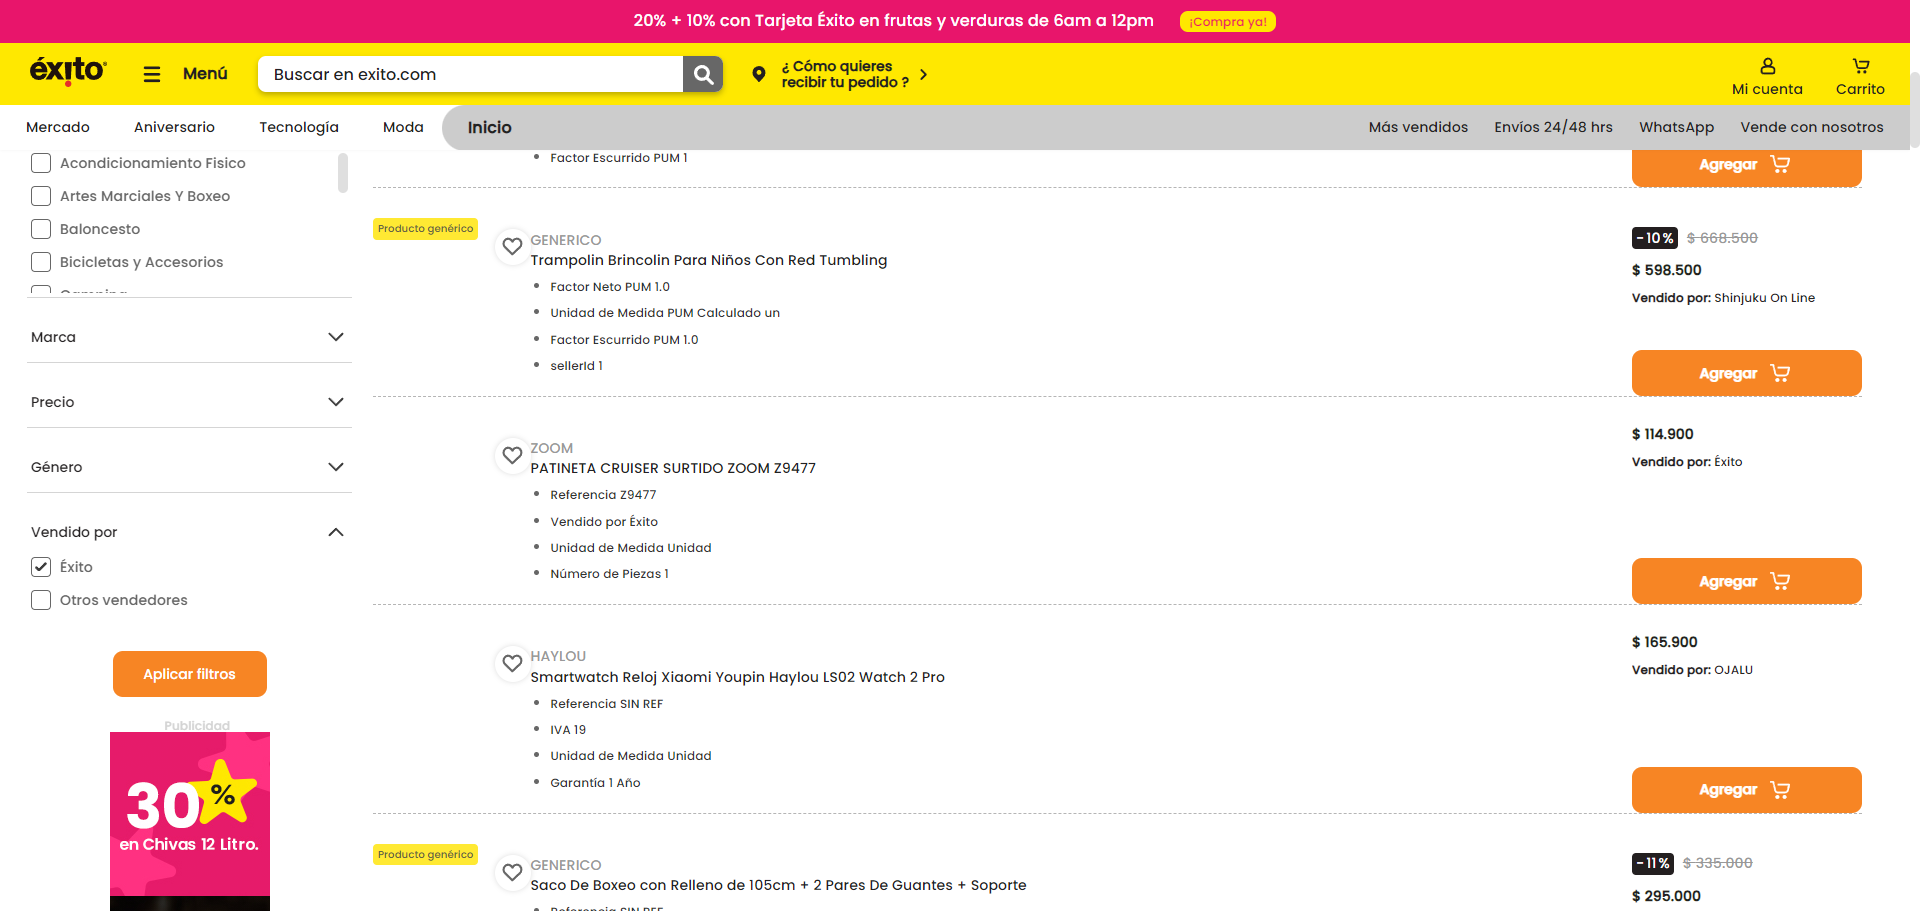 20% + 10% con Tarjeta Éxito en frutas y verduras de 6am a 12pm
¡Compra ya!
éxito
Menú
Buscar en exito.com
¿ Cómo quieres
recibir tu pedido ?
Mi cuenta
Carrito
Mercado
Aniversario
Tecnología
Moda
Inicio
Más vendidos
Envíos 24/48 hrs
WhatsApp
Vende con nosotros
Acondicionamiento Fisico
Artes Marciales Y Boxeo
Baloncesto
Bicicletas y Accesorios
Marca
Precio
Género
Vendido por
Éxito
Otros vendedores
Aplicar filtros
Publicidad
30%
en Chivas 12 Litro.
Factor Escurrido PUM 1
Agregar
Producto genérico
GENERICO
Trampolin Brincolin Para Niños Con Red Tumbling
Factor Neto PUM 1.0
Unidad de Medida PUM Calculado un
Factor Escurrido PUM 1.0
sellerId 1
-10% $ 668.500
$ 598.500
Vendido por: Shinjuku On Line
Agregar
ZOOM
PATINETA CRUISER SURTIDO ZOOM Z9477
Referencia Z9477
Vendido por Éxito
Unidad de Medida Unidad
Número de Piezas 1
$ 114.900
Vendido por: Éxito
Agregar
HAYLOU
Smartwatch Reloj Xiaomi Youpin Haylou LS02 Watch 2 Pro
Referencia SIN REF
IVA 19
Unidad de Medida Unidad
Garantía 1 Año
$ 165.900
Vendido por: OJALU
Agregar
Producto genérico
GENERICO
Saco De Boxeo con Relleno de 105cm + 2 Pares De Guantes + Soporte
Referencia SIN REF
-11% $ 335.000
$ 295.000